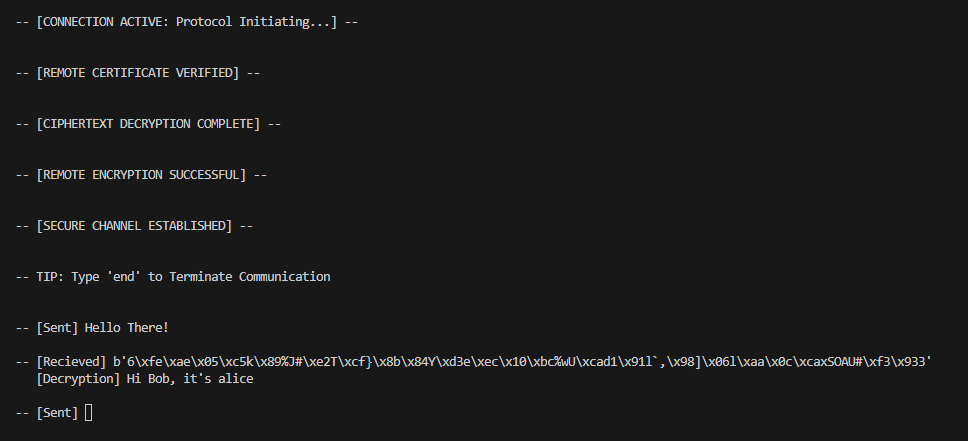 -- [CONNECTION ACTIVE: Protocol Initiating...] --
-- [REMOTE CERTIFICATE VERIFIED] --
-- [CIPHERTEXT DECRYPTION COMPLETE] --
-- [REMOTE ENCRYPTION SUCCESSFUL] --
-- [SECURE CHANNEL ESTABLISHED] --
-- TIP: Type 'end' to Terminate Communication
-- [Sent] Hello There!
-- [Recieved] b'6\xfe\xae\x05\xc5k\x89%J#\xe2T\xcf}\x8b\x84Y\xd3e\xec\x10\xbc%wU\xcad1\x91l`,\x98]\x06l\xaa\x0c\xcaxSOAU#\xf3\x933'
[Decryption] Hi Bob, it's alice
-- [Sent]